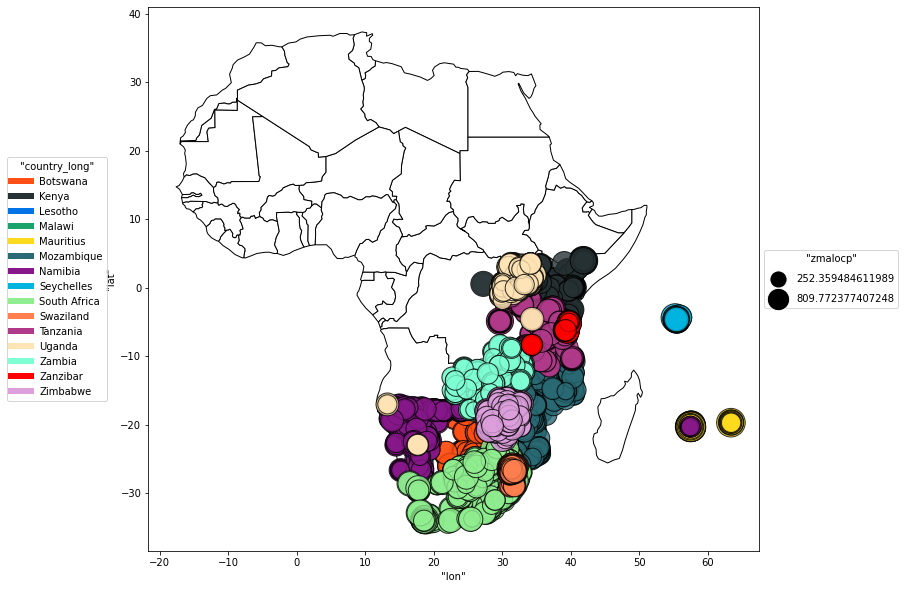 "country_long"
Botswana
Kenya
Lesotho
Malawi
Mauritius
Mozambique
Namibia
Seychelles
South Africa
Swaziland
Tanzania
Uganda
Zambia
Zanzibar
Zimbabwe
"lat"
40
30
20
10
0
−10
−20
−30
−20
−10
0
10
20
30
40
50
60
"lon"
"zmalocp"
252.359484611989
809.772377407248